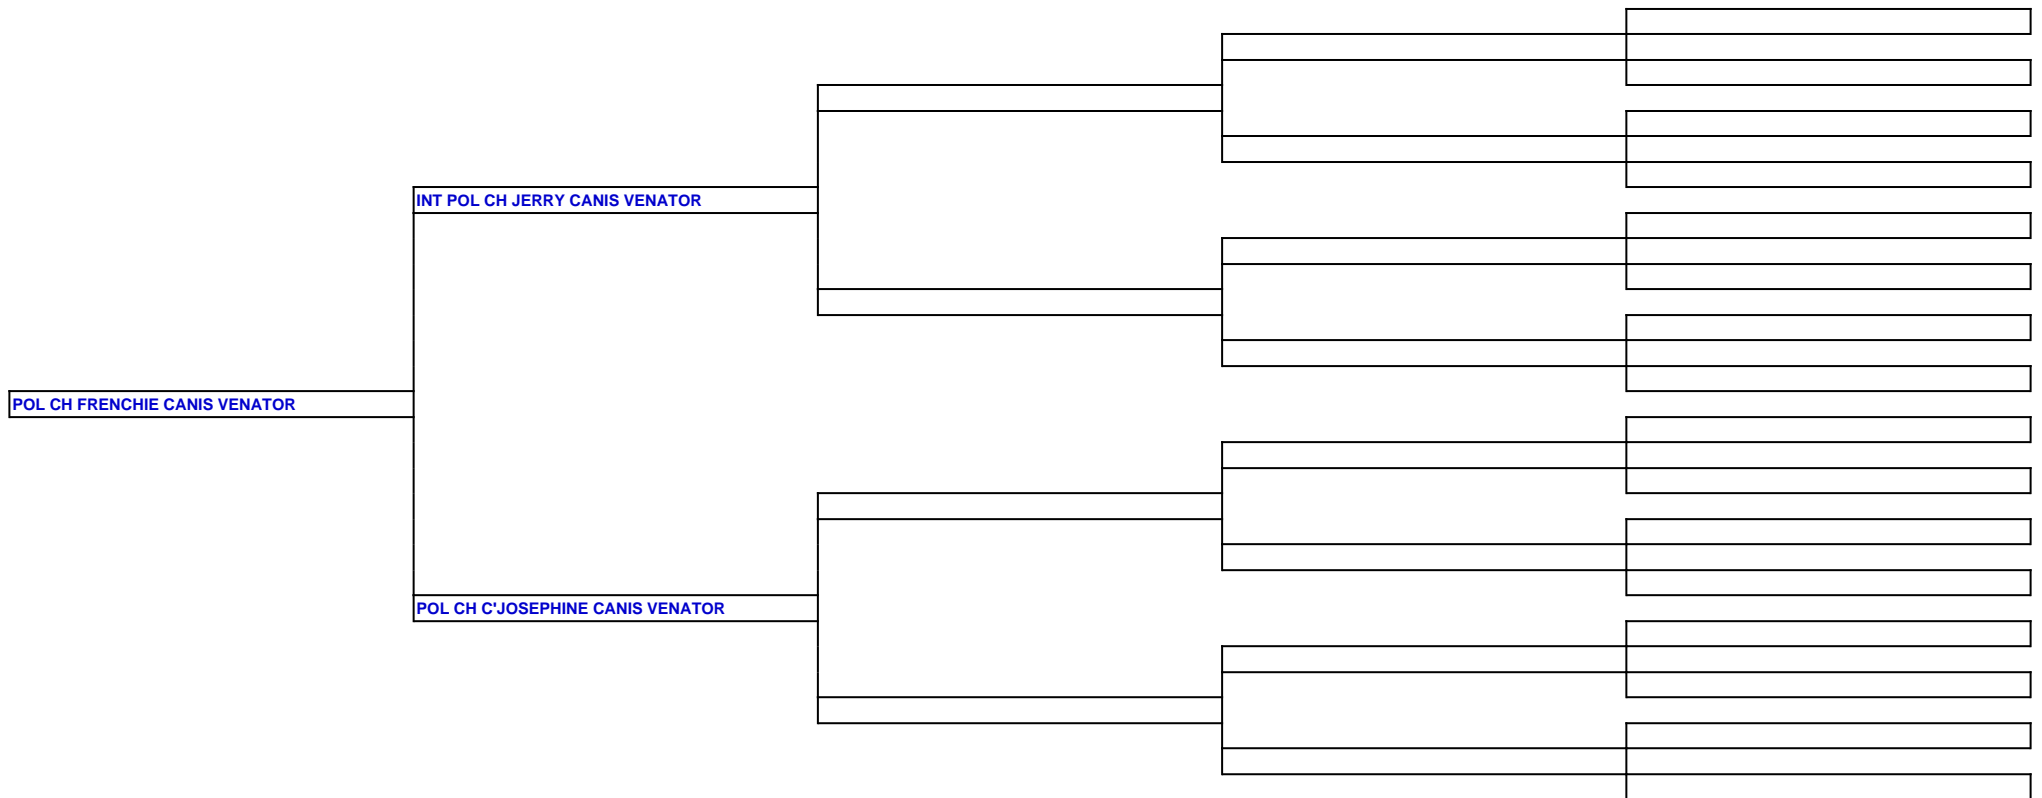 INT POL CH JERRY CANIS VENATOR
POL CH FRENCHIE CANIS VENATOR
POL CH C'JOSEPHINE CANIS VENATOR